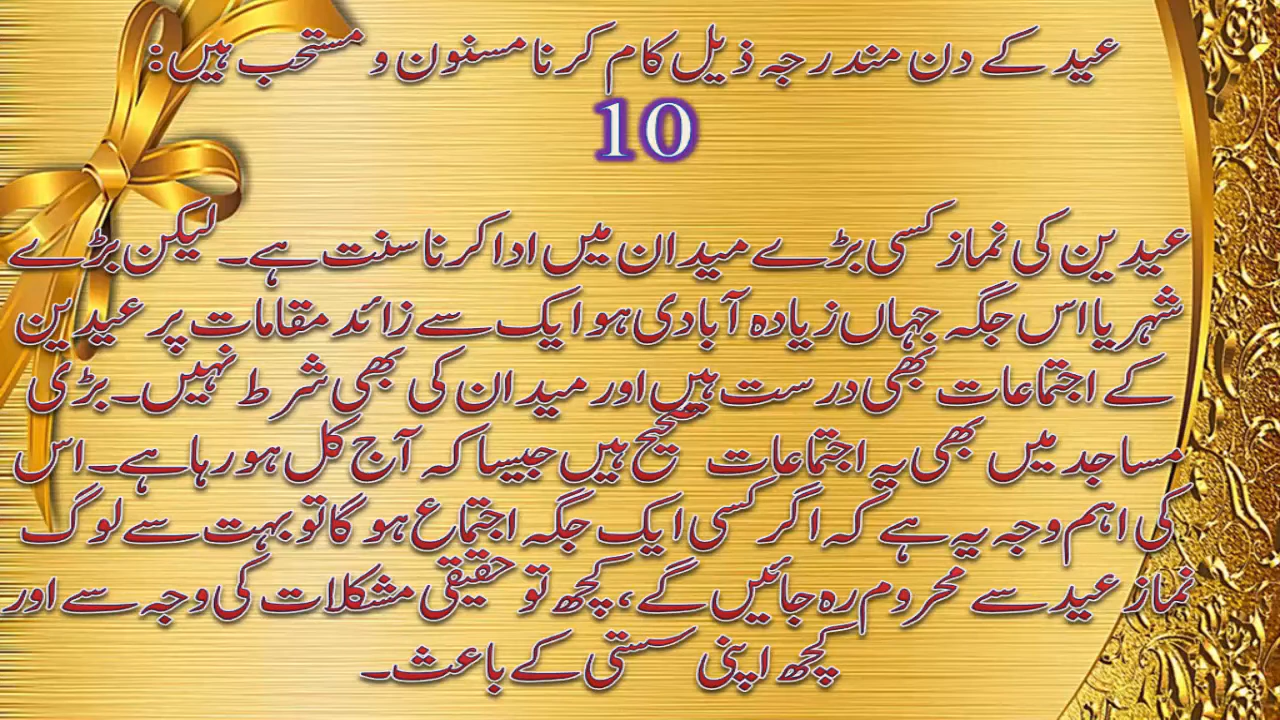 عید کے دن مندرجہ ذیل کام کرنا مسنون و مستحب ہیں:
10
عیدین کی نماز کسی بڑے میدان میں ادا کرنا سنت ہے۔ لیکن بڑے
شہر یا اس جگہ جہاں زیادہ آبادی ہو ایک سے زائد مقامات پر عیدین
کے اجتماعات بھی درست ہیں اور میدان کی بھی شرط نہیں۔ بڑی
مساجد میں بھی یہ اجتماعات صحیح ہیں جیسا کہ آج کل ہو رہا ہے۔ اس
کی اہم وجہ یہ ہے کہ اگر کسی ایک جگہ اجتماع ہو گا تو بہت سے لوگ
نماز عید سے محروم رہ جائیں گے، کچھ تو حقیقی مشکلات کی وجہ سے اور
کچھ اپنی سستی کے باعث۔